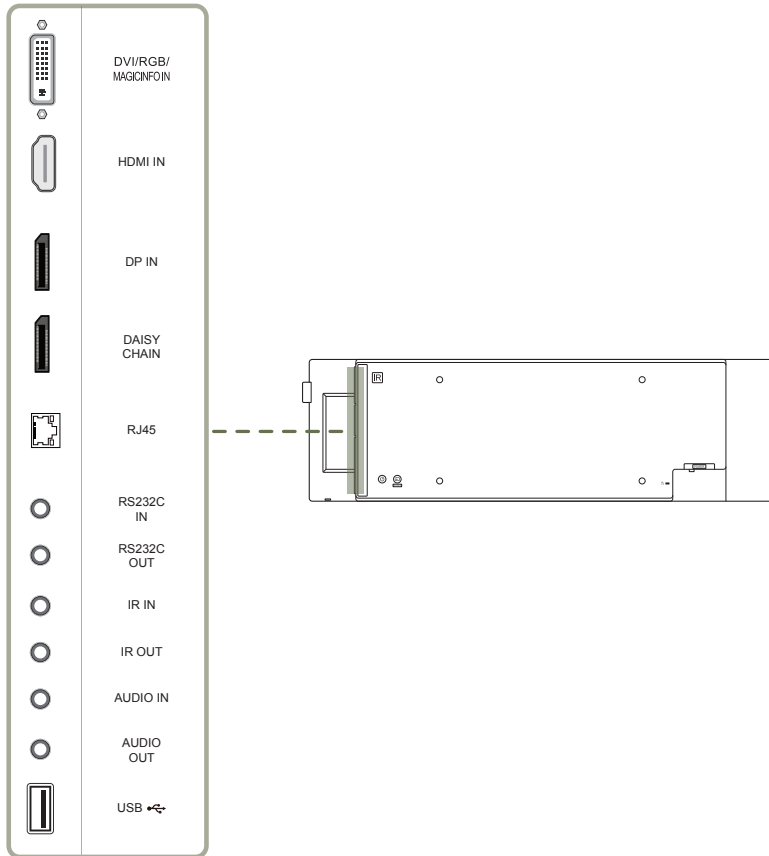 DVI/RGB/
MAGICINFO IN
HDMI IN
DP IN
DAISY
CHAIN
RJ45
IR
RS232C
IN
RS232C
OUT
IR IN
IR OUT
AUDIO IN
AUDIO
OUT
USB